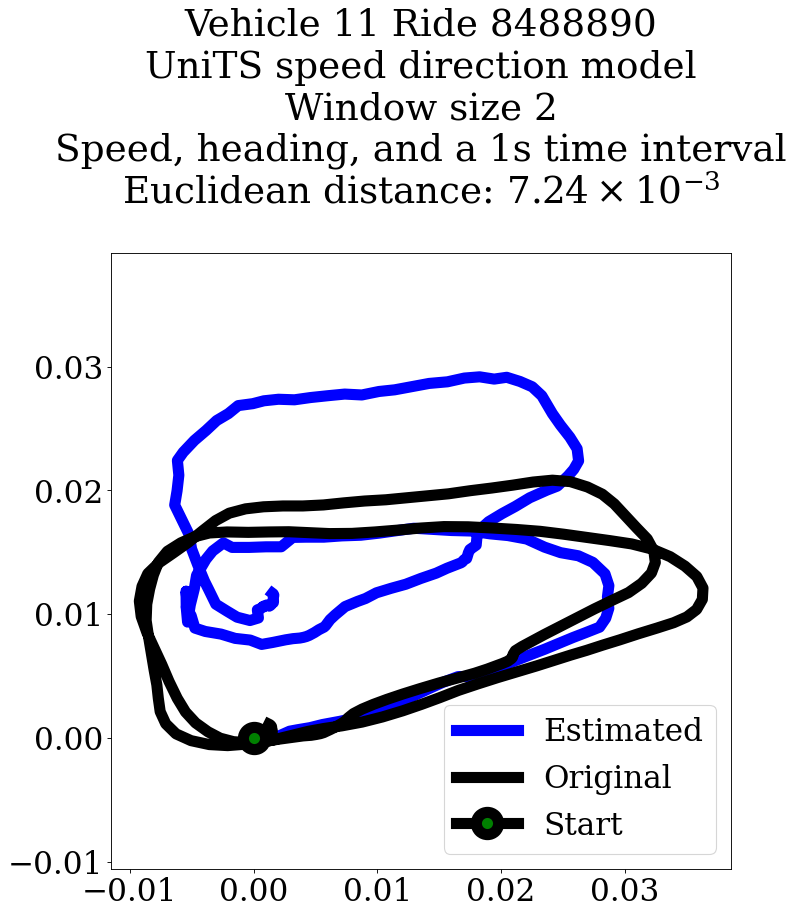 Vehicle 11 Ride 8488890
UniTS speed direction model
Window size 2
Speed, heading, and a 1s time interval
Euclidean distance: 7.24 × 10⁻³
0.03
0.02
0.01
0.00
−0.01
Estimated
Original
Start
−0.01 0.00 0.01 0.02 0.03